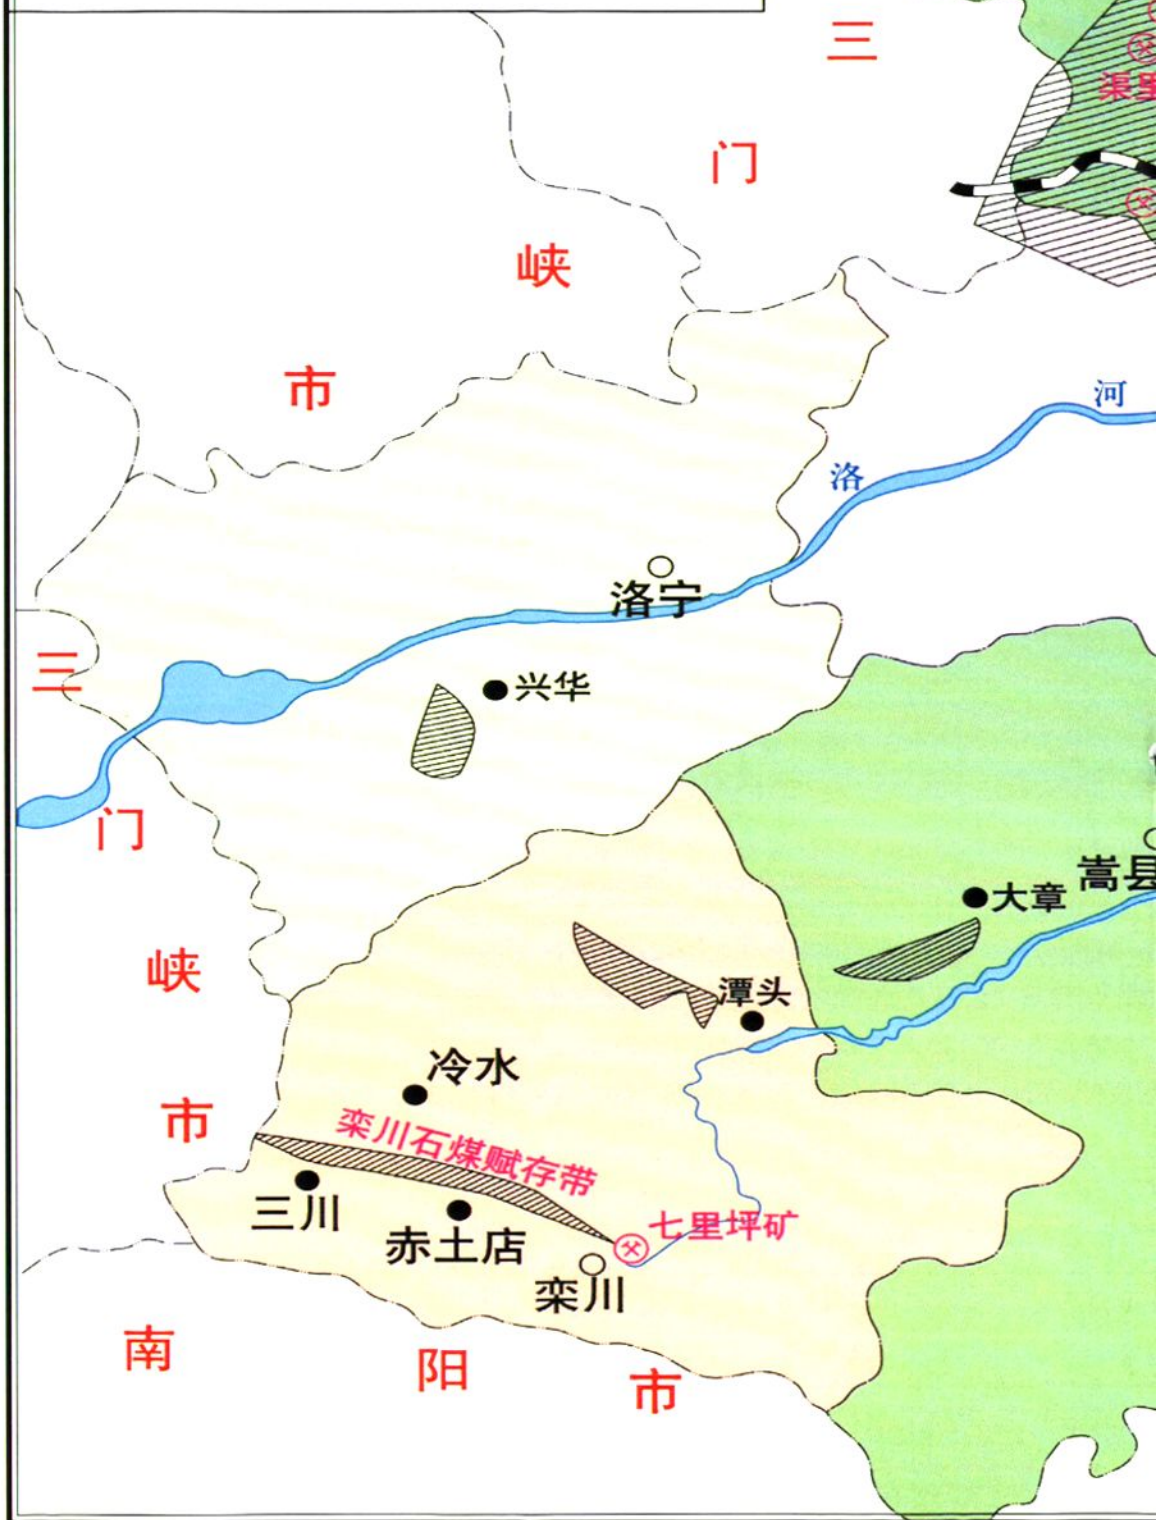 三
门
峡
市
渠里
河
洛
洛宁
三
兴华
门
嵩县
大章
峡
潭头
冷水
市
栾川石煤赋存带
三川
赤土店
七里坪矿
栾川
南
阳
市